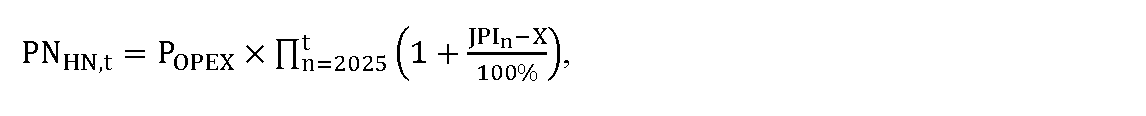 PN_HN,t = P_OPEX × ∏_{n=2025}^{t} (1 + (JPI_n−X)/100%),